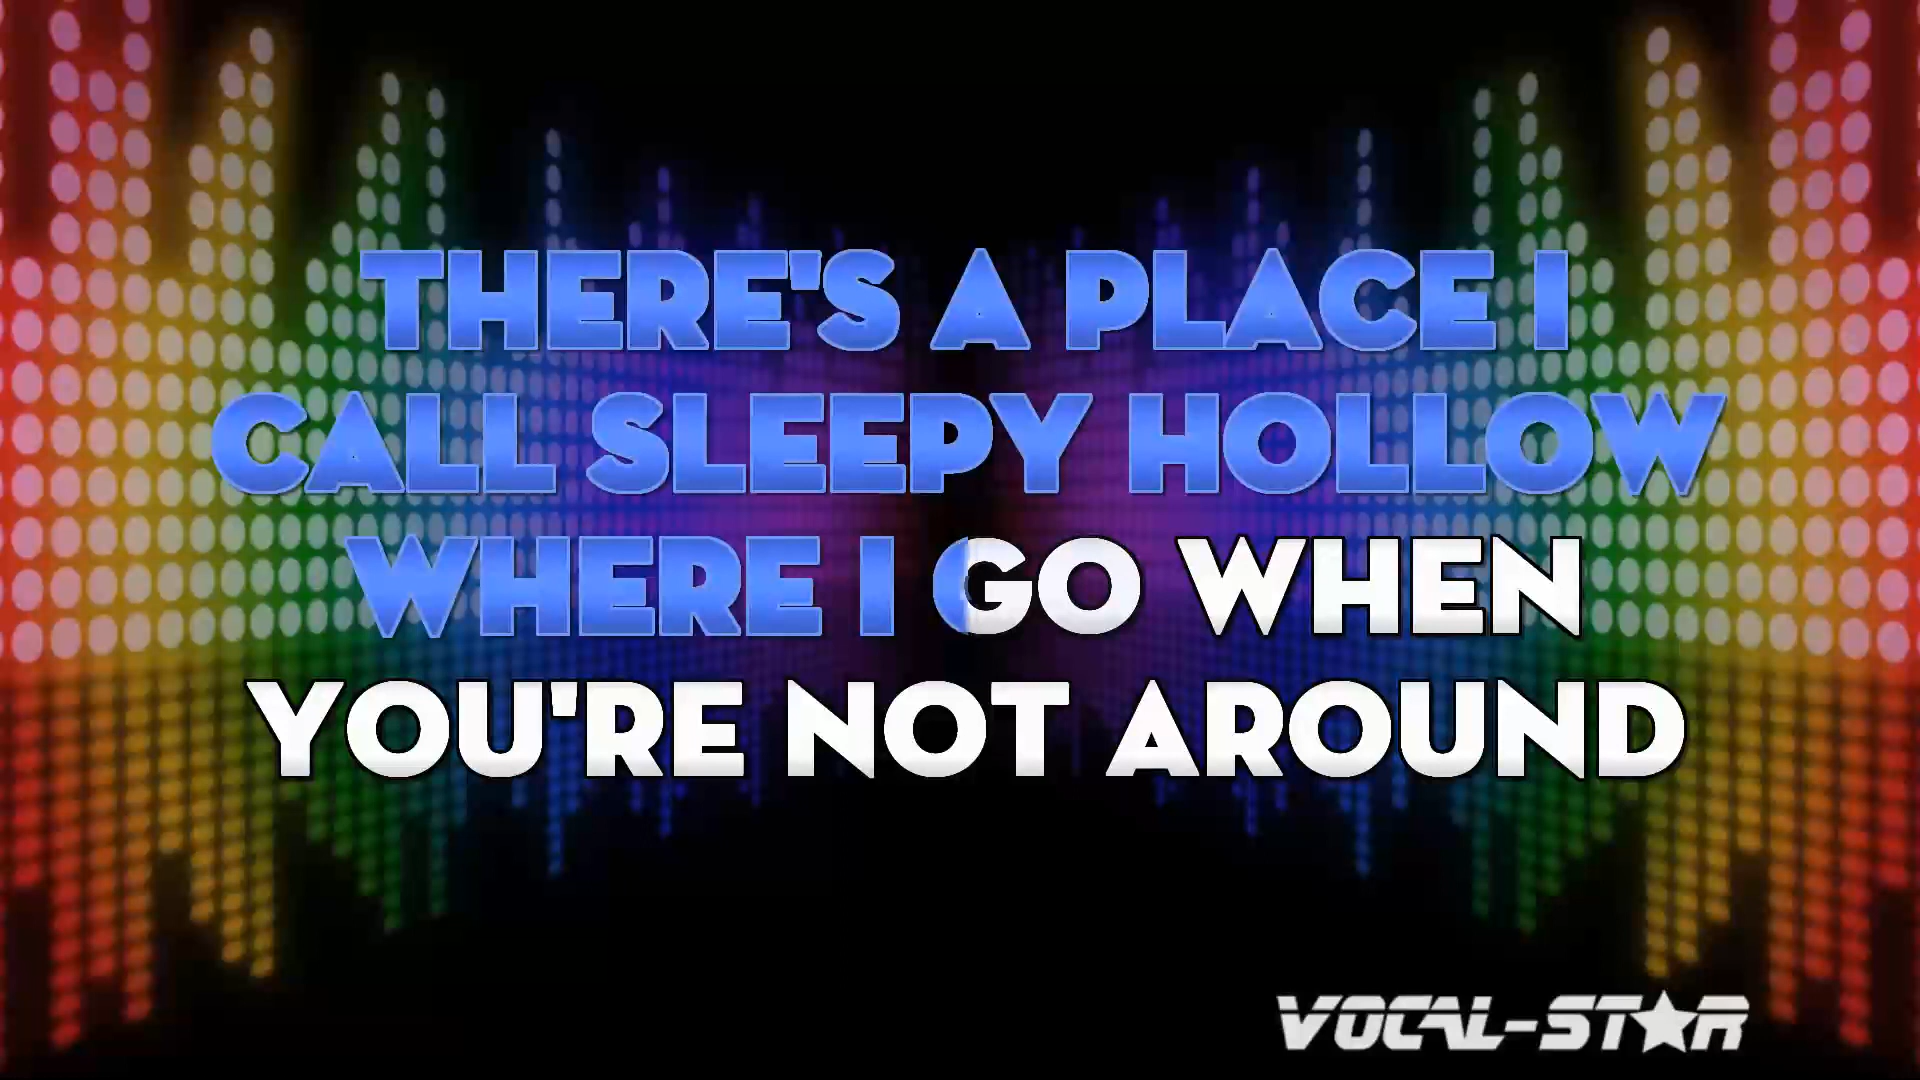 THERE'S A PLACE I
CALL SLEEPY HOLLOW
WHERE I GO WHEN
YOU'RE NOT AROUND
VOCAL-STAR